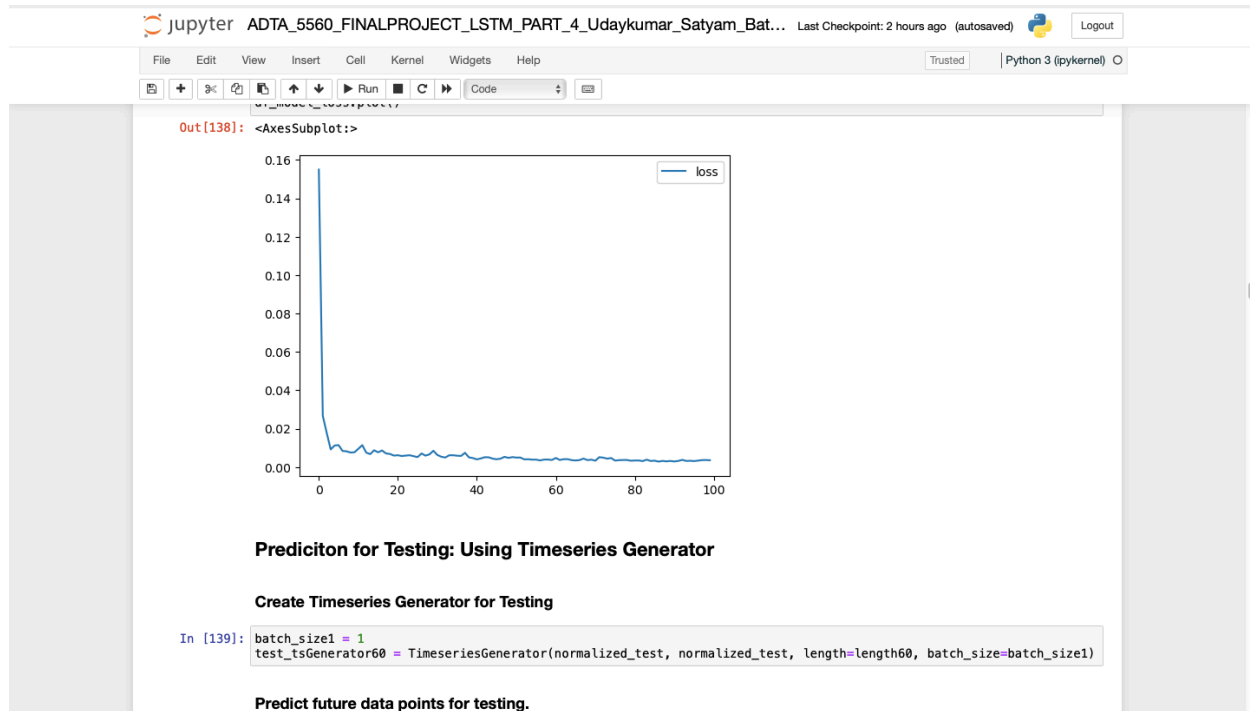 jupyter ADTA_5560_FINALPROJECT_LSTM_PART_4_Udaykumar_Satyam_Bat... Last Checkpoint: 2 hours ago (autosaved) Logout
File Edit View Insert Cell Kernel Widgets Help Trusted Python 3 (ipykernel)
Run Code
df_model_loss.plot()
Out[138]: <AxesSubplot:>
0.16
loss
0.14
0.12
0.10
0.08
0.06
0.04
0.02
0.00
0 20 40 60 80 100
Prediciton for Testing: Using Timeseries Generator
Create Timeseries Generator for Testing
In [139]: batch_size1 = 1
test_tsGenerator60 = TimeseriesGenerator(normalized_test, normalized_test, length=length60, batch_size=batch_size1)
Predict future data points for testing.